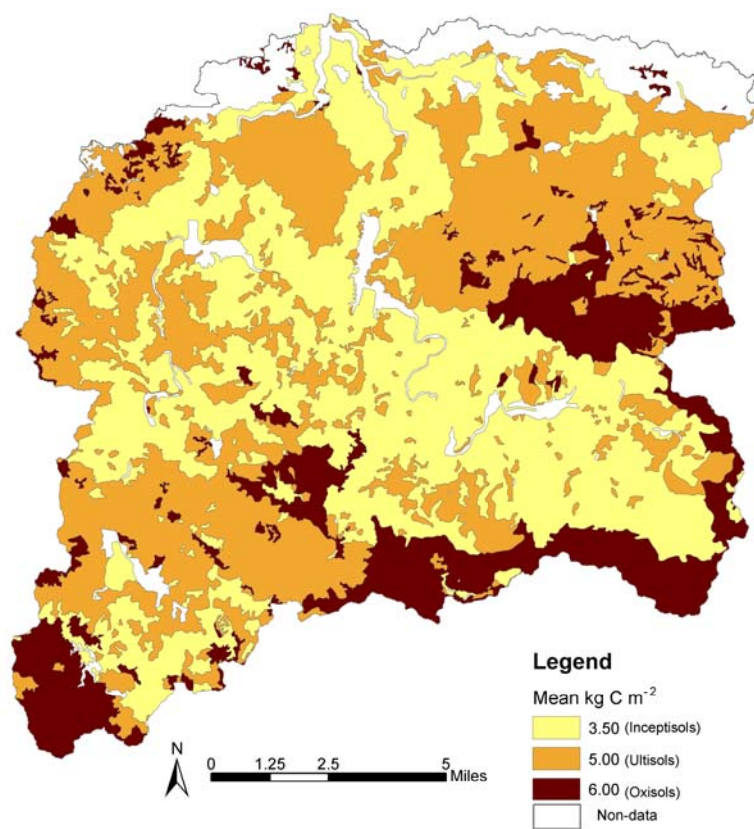 Legend
Mean kg C m⁻²
3.50 (Inceptisols)
5.00 (Ultisols)
6.00 (Oxisols)
Non-data
N
0 1.25 2.5 5
Miles